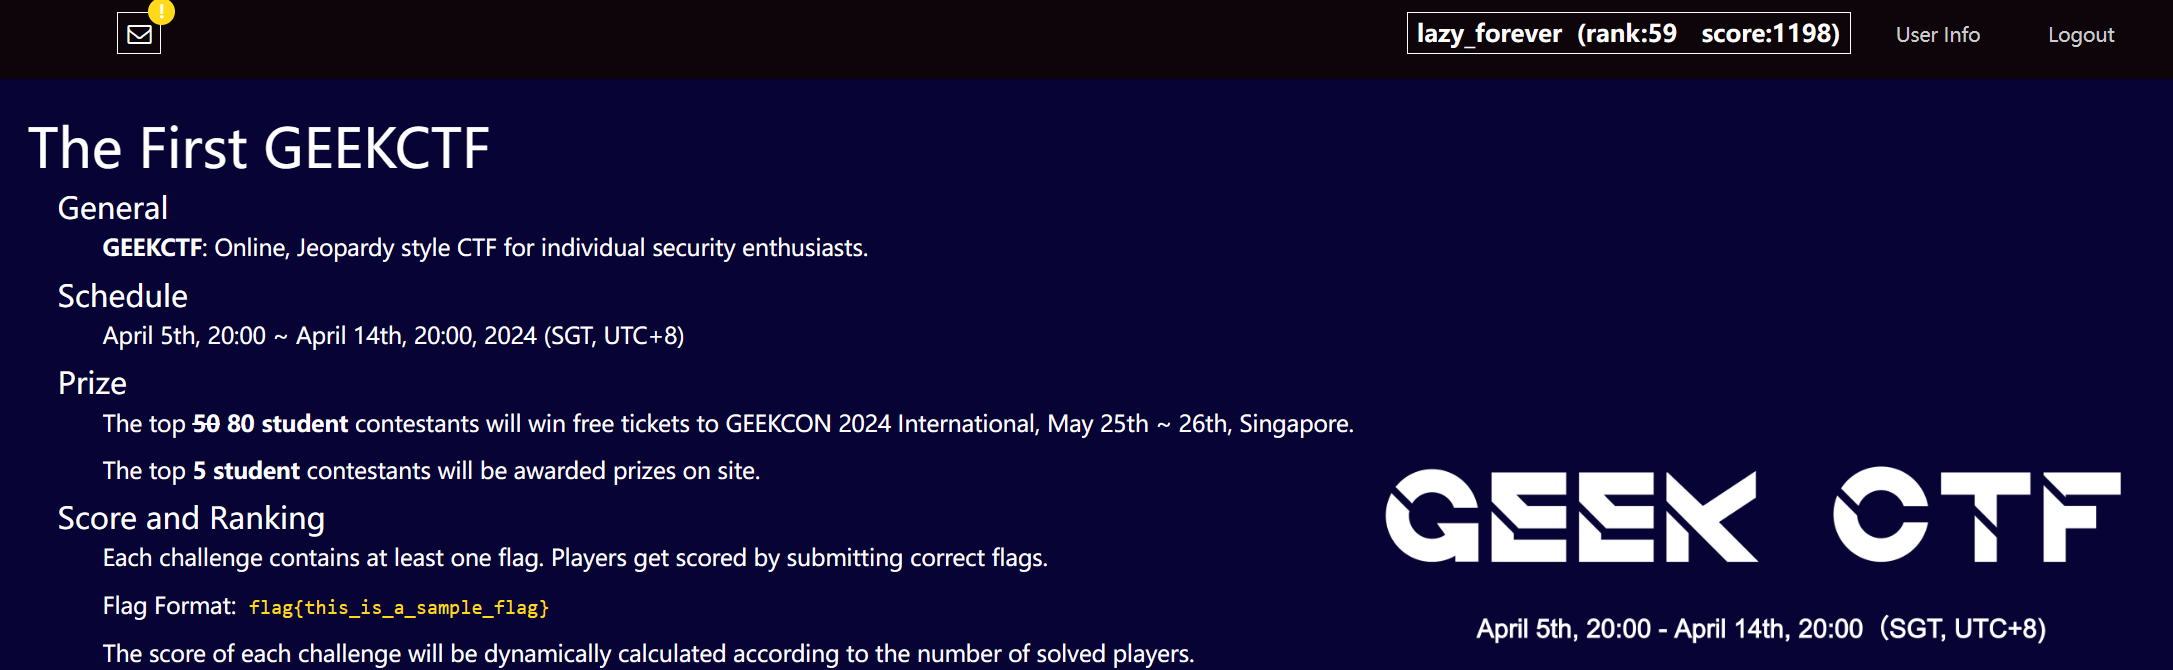 !
lazy_forever (rank:59 score:1198)
User Info
Logout
The First GEEKCTF
General
GEEKCTF: Online, Jeopardy style CTF for individual security enthusiasts.
Schedule
April 5th, 20:00 ~ April 14th, 20:00, 2024 (SGT, UTC+8)
Prize
The top 50 80 student contestants will win free tickets to GEEKCON 2024 International, May 25th ~ 26th, Singapore.
The top 5 student contestants will be awarded prizes on site.
Score and Ranking
Each challenge contains at least one flag. Players get scored by submitting correct flags.
Flag Format: flag{this_is_a_sample_flag}
The score of each challenge will be dynamically calculated according to the number of solved players.
GEEK CTF
April 5th, 20:00 - April 14th, 20:00（SGT, UTC+8)